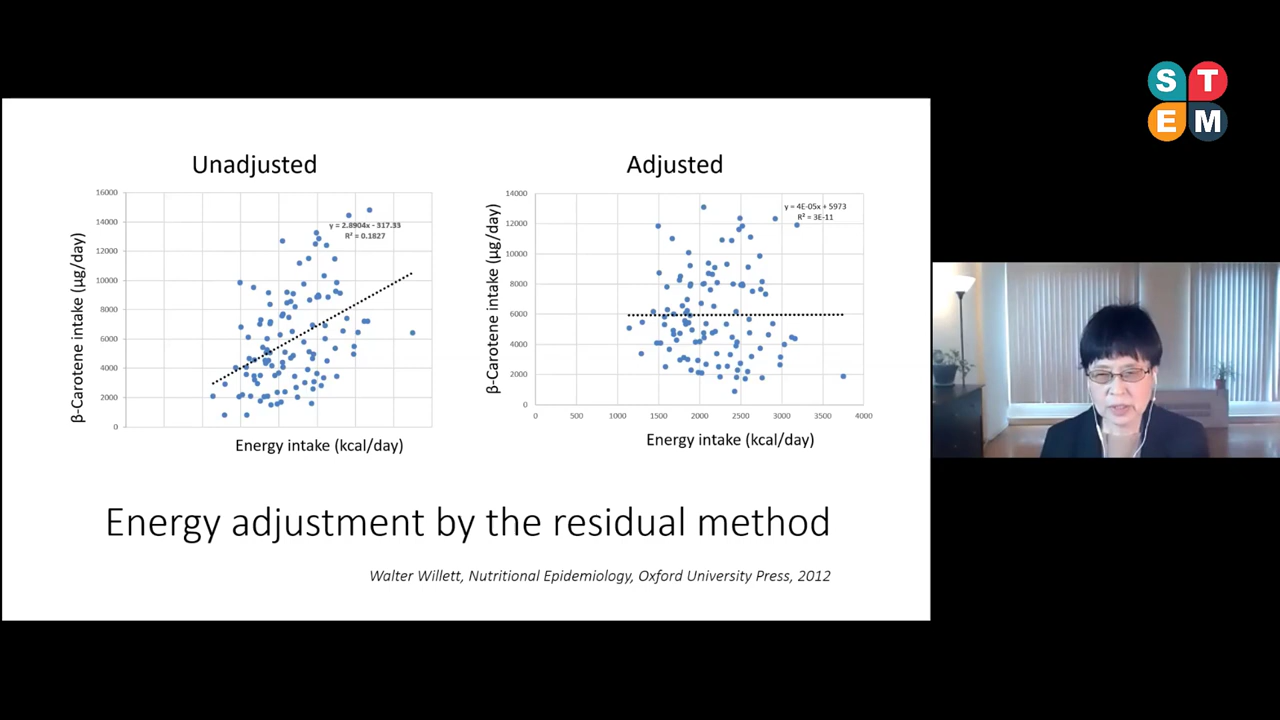 S T
E M
Unadjusted
16000
14000
12000
10000
8000
6000
4000
2000
0
β-Carotene intake (µg/day)
y = 2.8904x - 317.33
R² = 0.1827
Energy intake (kcal/day)
Adjusted
14000
12000
10000
8000
6000
4000
2000
0
β-Carotene intake (µg/day)
y = 4E-05x + 5973
R² = 3E-11
0 500 1000 1500 2000 2500 3000 3500 4000
Energy intake (kcal/day)
Energy adjustment by the residual method
Walter Willett, Nutritional Epidemiology, Oxford University Press, 2012